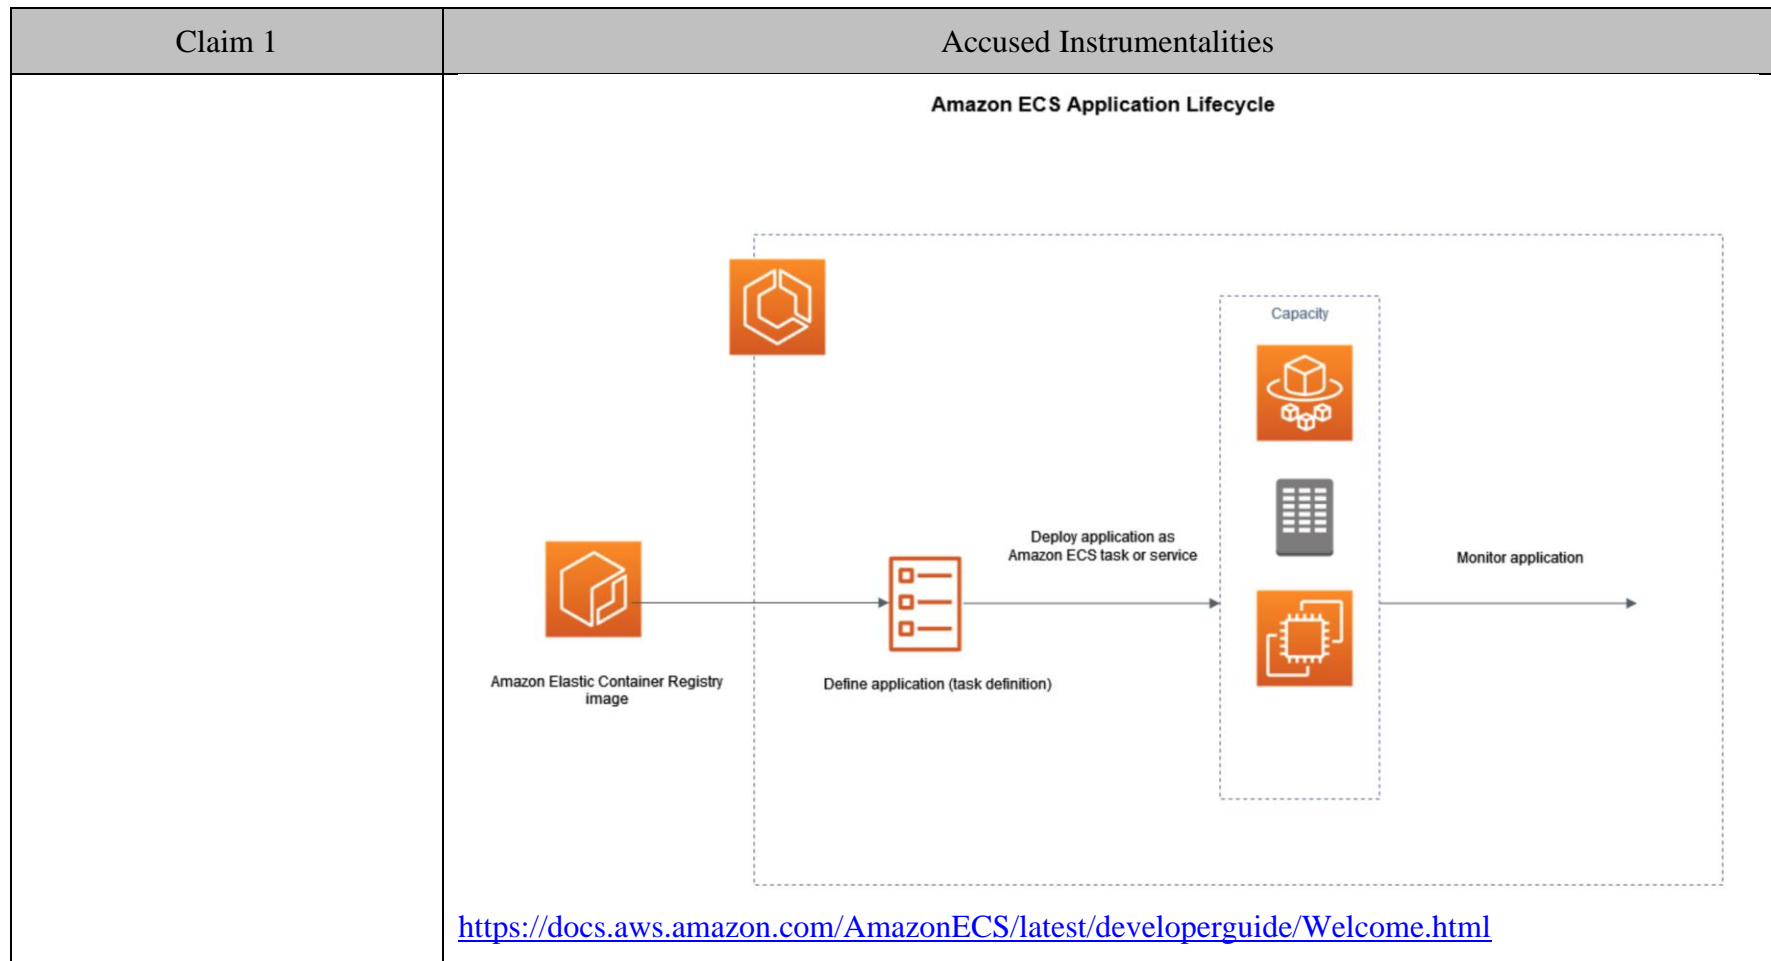 Claim 1
Accused Instrumentalities
Amazon ECS Application Lifecycle
Capacity
Deploy application as
Amazon ECS task or service
Monitor application
Amazon Elastic Container Registry
image
Define application (task definition)
https://docs.aws.amazon.com/AmazonECS/latest/developerguide/Welcome.html